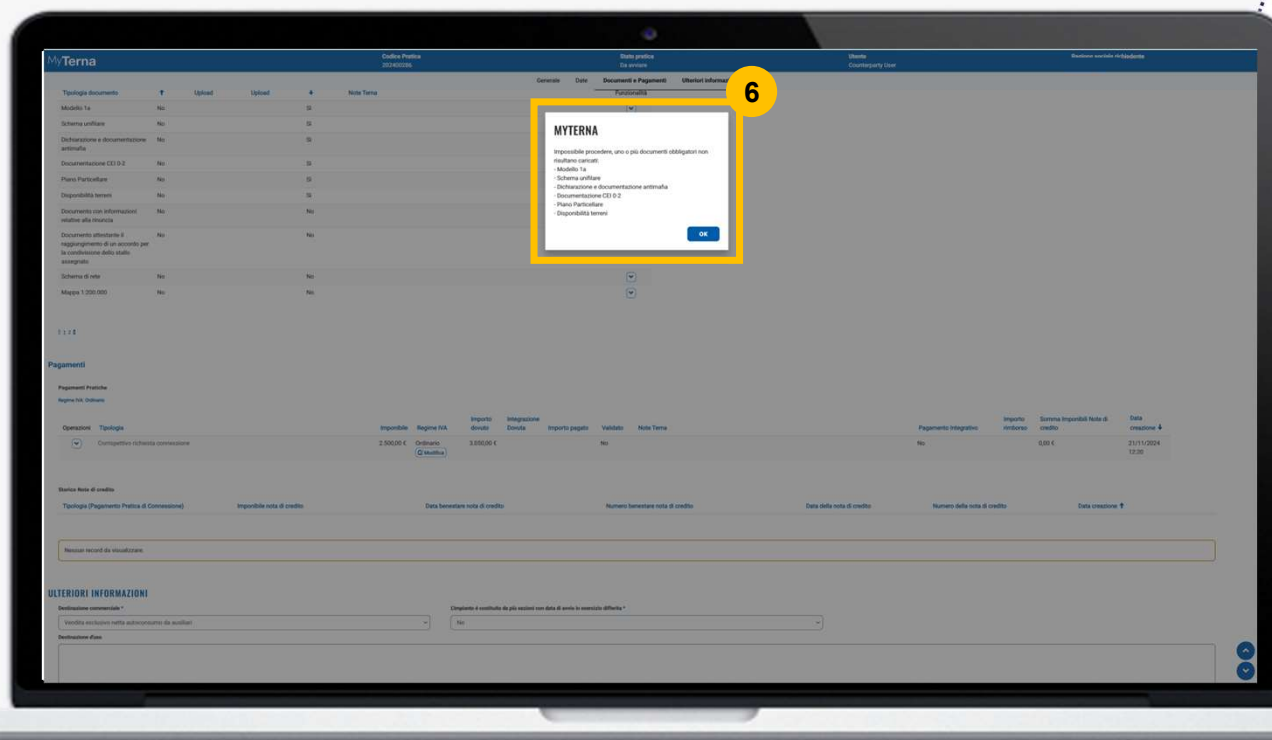 MyTerna
Codice Pratica
202400286
Stato pratica
Da inviare
Utente
Counterparty User
Ragione sociale richiedente
Generale Date Documenti e Pagamenti Ulteriori
6
Tipologia documento Upload Upload Note Terna Funzionalità
Modello 1a No Sì
Schema unifilare No Sì
Dichiarazione e documentazione antimafia No Sì
Documentazione CEI 0-2 No Sì
Piano Particellare No Sì
Disponibilità terreni No Sì
Documento con informazioni
relative alla rinuncia No No
Documento attestante il
raggiungimento di un accordo per
la condivisione dello stallo
assegnato No No
Schema di rete No No
Mappa 1:200.000 No No
MYTERNA
Impossibile procedere, uno o più documenti obbligatori non
risultano caricati:
- Modello 1a
- Schema unifilare
- Dichiarazione e documentazione antimafia
- Documentazione CEI 0-2
- Piano Particellare
- Disponibilità terreni
OK
Pagamenti
Pagamenti Pratiche
Regime IVA: Ordinario
Operazioni Tipologia Imponibile Regime IVA Importo dovuto Integrazione Dovuta Importo pagato Validato Note Terna Pagamento Integrativo Importo rimborso Somma Imponibili Note di credito Data creazione
Corrispettivo richiesta connessione 2.500,00 € Ordinario Modifica 3.050,00 € No No 0,00 € 21/11/2024 12:20
Storico Note di credito
Tipologia (Pagamento Pratica di Connessione) Imponibile nota di credito Data benestare nota di credito Numero benestare nota di credito Data della nota di credito Numero della nota di credito Data creazione
Nessun record da visualizzare
ULTERIORI INFORMAZIONI
Destinazione commerciale * L'impianto è costituito da più sezioni con data di avvio in esercizio differita *
Vendita esclusivo netto autoconsumo da ausiliari No
Destinazione d'uso